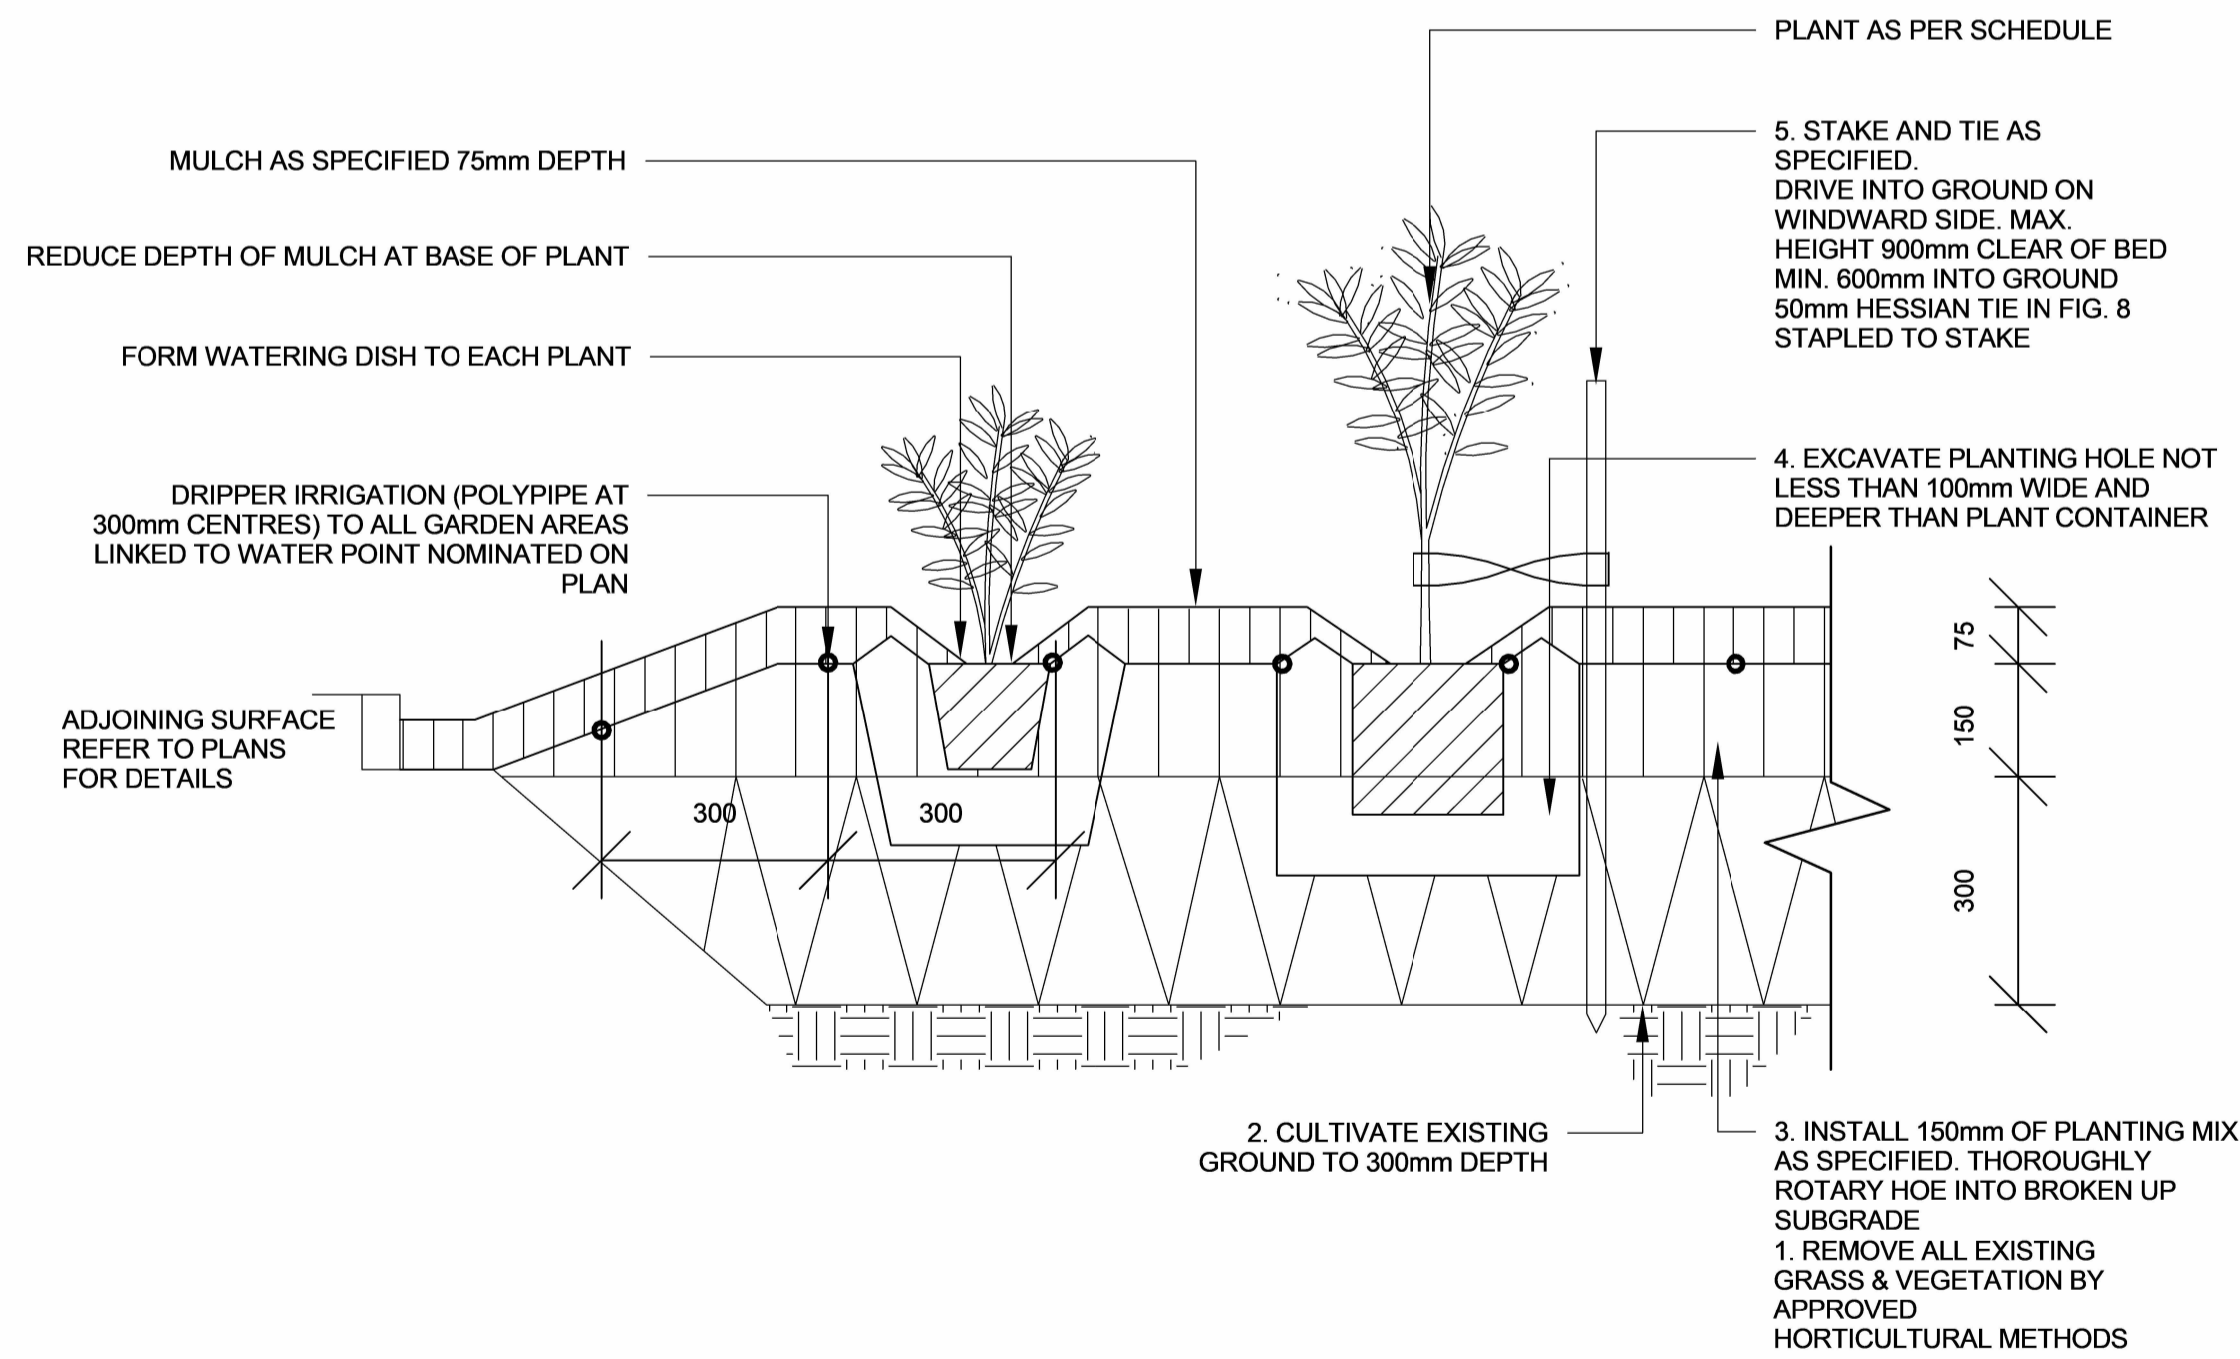 PLANT AS PER SCHEDULE
5. STAKE AND TIE AS
SPECIFIED.
DRIVE INTO GROUND ON
WINDWARD SIDE. MAX.
HEIGHT 900mm CLEAR OF BED
MIN. 600mm INTO GROUND
50mm HESSIAN TIE IN FIG. 8
STAPLED TO STAKE
MULCH AS SPECIFIED 75mm DEPTH
REDUCE DEPTH OF MULCH AT BASE OF PLANT
FORM WATERING DISH TO EACH PLANT
DRIPPER IRRIGATION (POLYPIPE AT
300mm CENTRES) TO ALL GARDEN AREAS
LINKED TO WATER POINT NOMINATED ON
PLAN
4. EXCAVATE PLANTING HOLE NOT
LESS THAN 100mm WIDE AND
DEEPER THAN PLANT CONTAINER
ADJOINING SURFACE
REFER TO PLANS
FOR DETAILS
300
300
75
150
300
2. CULTIVATE EXISTING
GROUND TO 300mm DEPTH
3. INSTALL 150mm OF PLANTING MIX
AS SPECIFIED. THOROUGHLY
ROTARY HOE INTO BROKEN UP
SUBGRADE
1. REMOVE ALL EXISTING
GRASS & VEGETATION BY
APPROVED
HORTICULTURAL METHODS